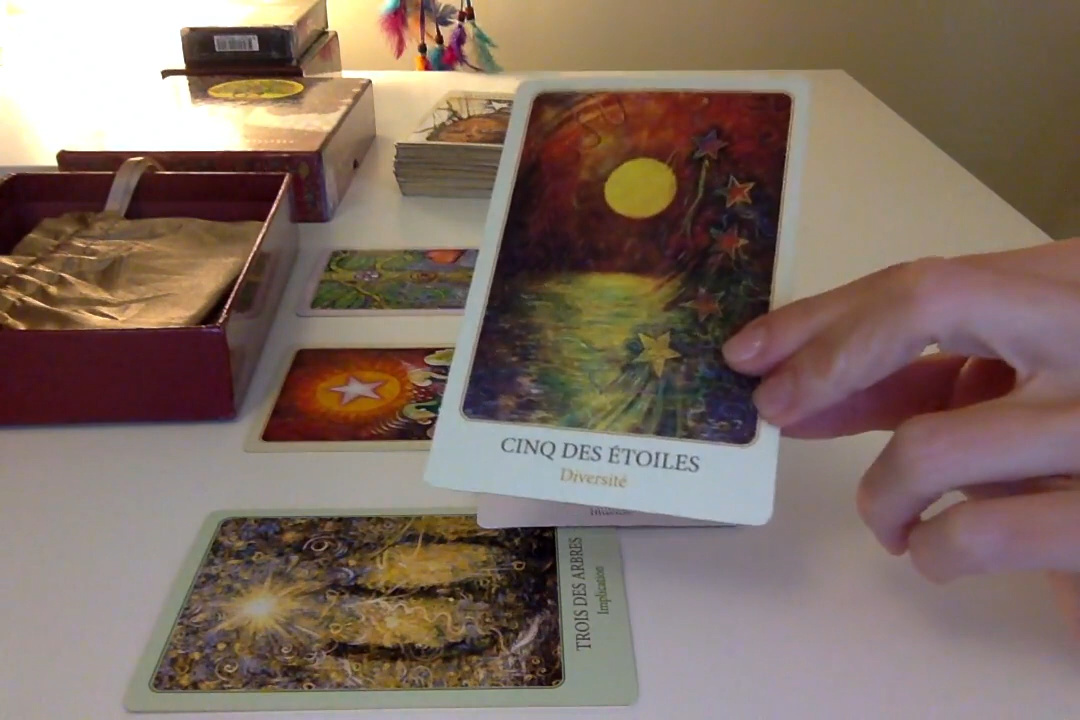 CINQ DES ÉTOILES
Diversité
TROIS DES ARBRES
Implication